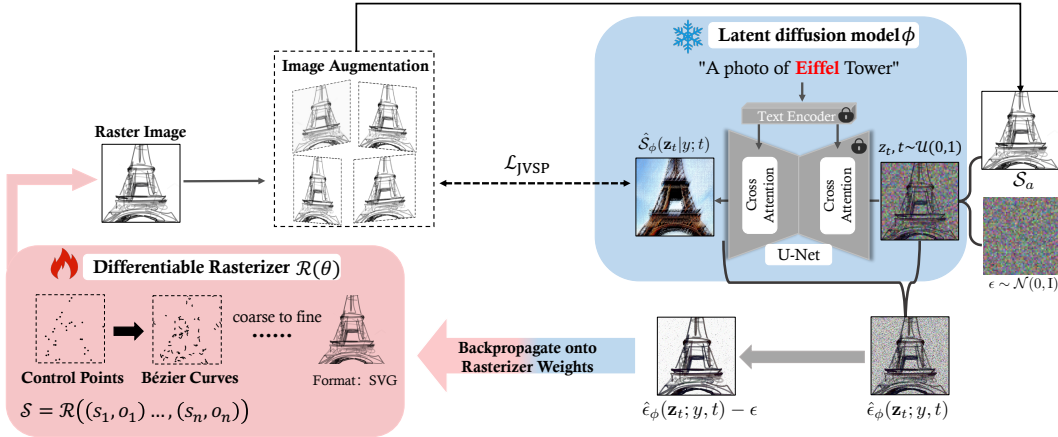 Latent diffusion model ϕ
Image Augmentation
"A photo of Eiffel Tower"
Text Encoder
Raster Image
ℒ_JVSP
𝒮̂_ϕ(𝐳_t|y; t)
z_t, t~𝒰(0,1)
Cross
Attention
Cross
Attention
𝒮_a
U-Net
Differentiable Rasterizer ℛ(θ)
ϵ ∼ 𝒩(0, I)
coarse to fine
......
Control Points
Bézier Curves
Format: SVG
Backpropagate onto
Rasterizer Weights
𝒮 = ℛ((s_1, o_1) ..., (s_n, o_n))
ϵ̂_ϕ(𝐳_t; y, t) − ϵ
ϵ̂_ϕ(𝐳_t; y, t)